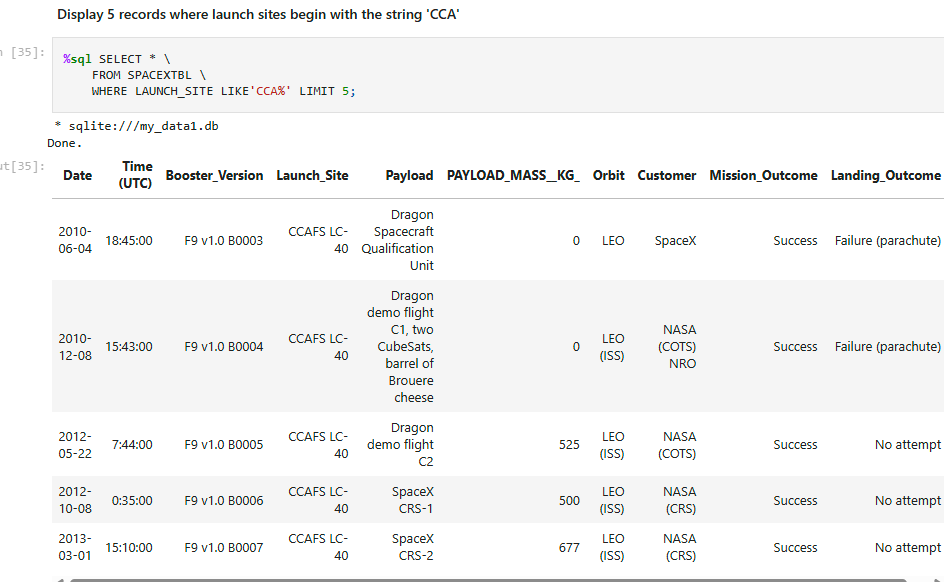 Display 5 records where launch sites begin with the string 'CCA'
[35]:
%sql SELECT * \
FROM SPACEXTBL \
WHERE LAUNCH_SITE LIKE'CCA%' LIMIT 5;
* sqlite:///my_data1.db
Done.
ut[35]:
Date Time (UTC) Booster_Version Launch_Site Payload PAYLOAD_MASS__KG_ Orbit Customer Mission_Outcome Landing_Outcome
2010-06-04 18:45:00 F9 v1.0 B0003 CCAFS LC-40 Dragon Spacecraft Qualification Unit 0 LEO SpaceX Success Failure (parachute)
2010-12-08 15:43:00 F9 v1.0 B0004 CCAFS LC-40 Dragon demo flight C1, two CubeSats, barrel of Brouere cheese 0 LEO (ISS) NASA (COTS) NRO Success Failure (parachute)
2012-05-22 7:44:00 F9 v1.0 B0005 CCAFS LC-40 Dragon demo flight C2 525 LEO (ISS) NASA (COTS) Success No attempt
2012-10-08 0:35:00 F9 v1.0 B0006 CCAFS LC-40 SpaceX CRS-1 500 LEO (ISS) NASA (CRS) Success No attempt
2013-03-01 15:10:00 F9 v1.0 B0007 CCAFS LC-40 SpaceX CRS-2 677 LEO (ISS) NASA (CRS) Success No attempt